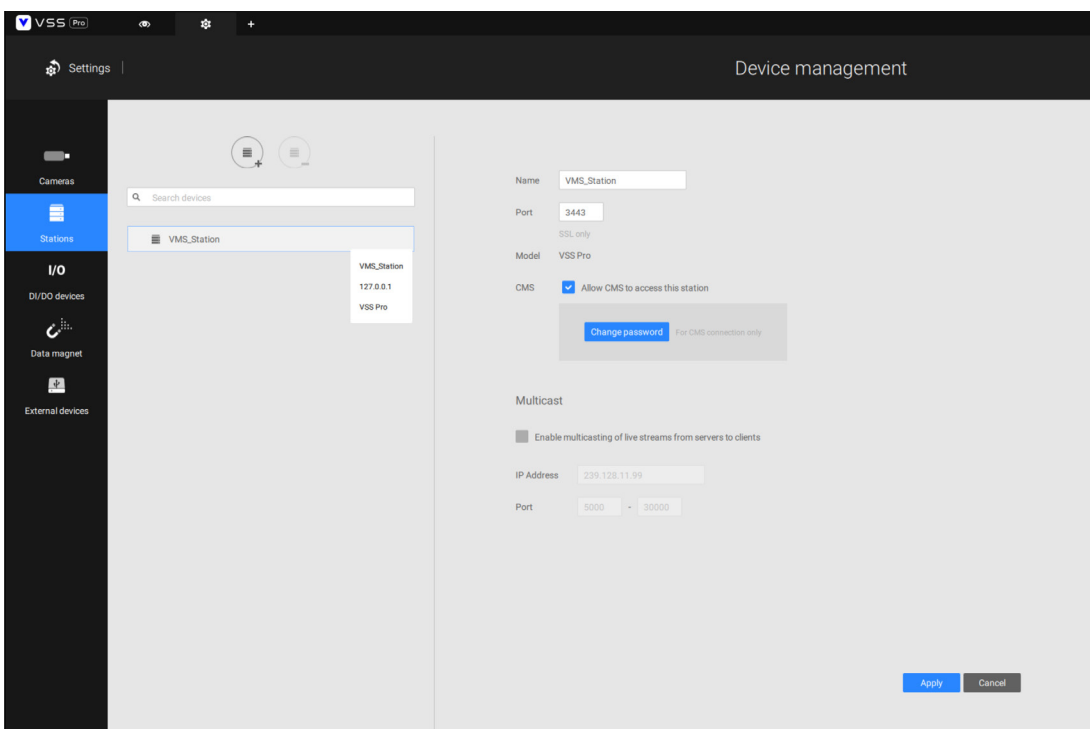 VSS Pro
+
Settings
Device management
Cameras
Stations
I/O
DI/DO devices
Data magnet
External devices
Search devices
VMS_Station
VMS_Station
127.0.0.1
VSS Pro
Name VMS_Station
Port 3443
SSL only
Model VSS Pro
CMS Allow CMS to access this station
Change password For CMS connection only
Multicast
Enable multicasting of live streams from servers to clients
IP Address 239.128.11.99
Port 5000 - 30000
Apply Cancel